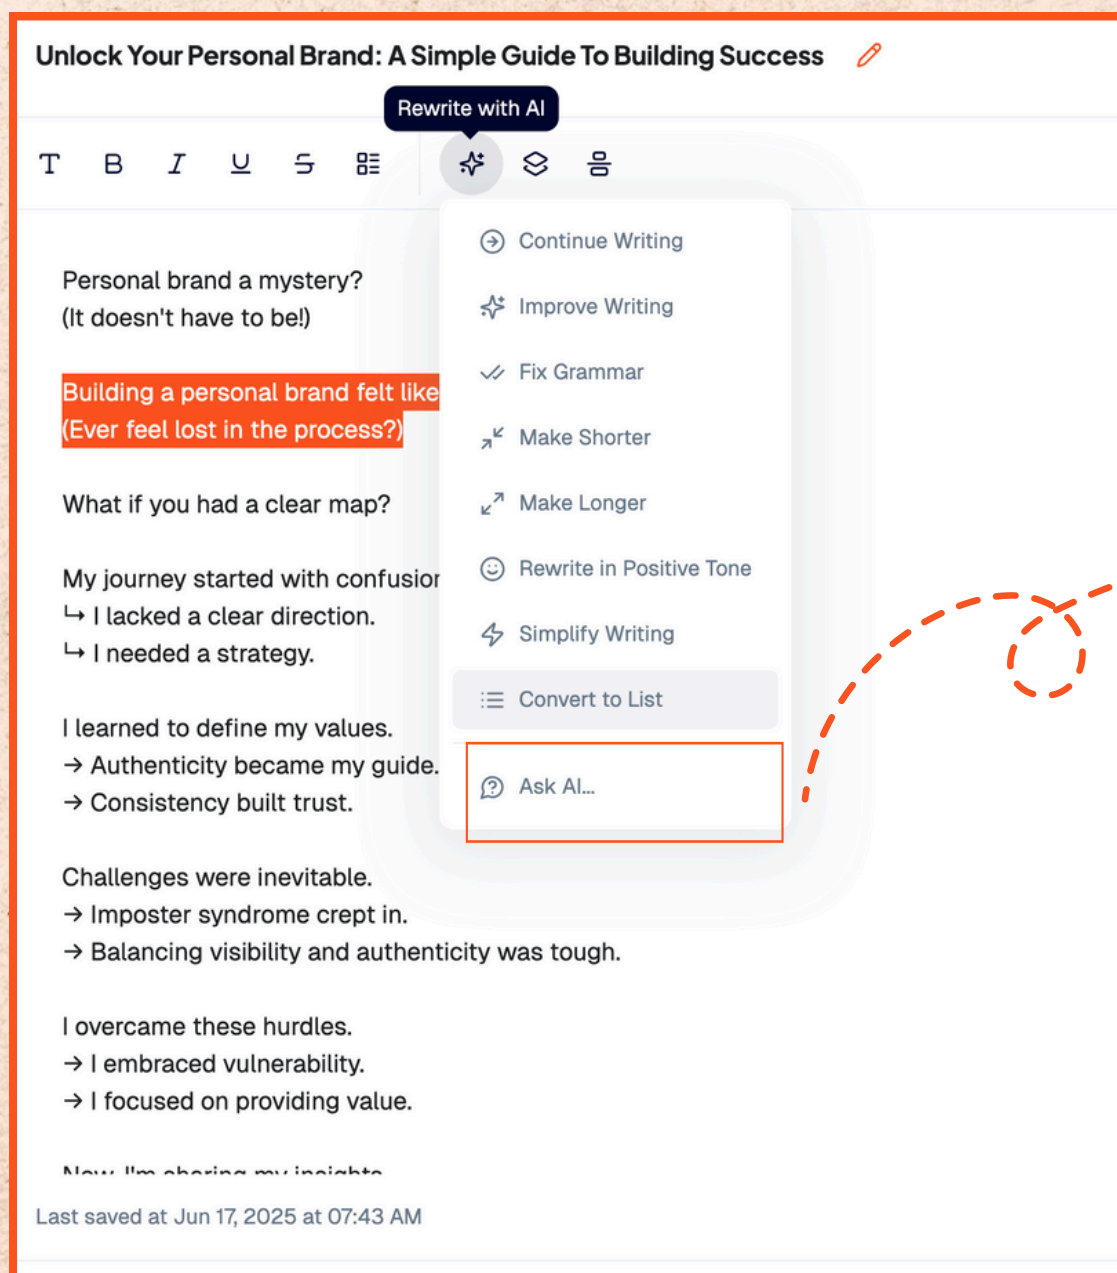 Unlock Your Personal Brand: A Simple Guide To Building Success
Rewrite with AI
T B I U S
Continue Writing
Improve Writing
Fix Grammar
Make Shorter
Make Longer
Rewrite in Positive Tone
Simplify Writing
Convert to List
Ask AI...
Personal brand a mystery?
(It doesn't have to be!)
Building a personal brand felt like
(Ever feel lost in the process?)
What if you had a clear map?
My journey started with
↳ I lacked a clear direction.
↳ I needed a strategy.
I learned to define my values.
→ Authenticity became my guide.
→ Consistency built trust.
Challenges were inevitable.
→ Imposter syndrome crept in.
→ Balancing visibility and authenticity was tough.
I overcame these hurdles.
→ I embraced vulnerability.
→ I focused on providing value.
Now, I'm sharing my insights
Last saved at Jun 17, 2025 at 07:43 AM